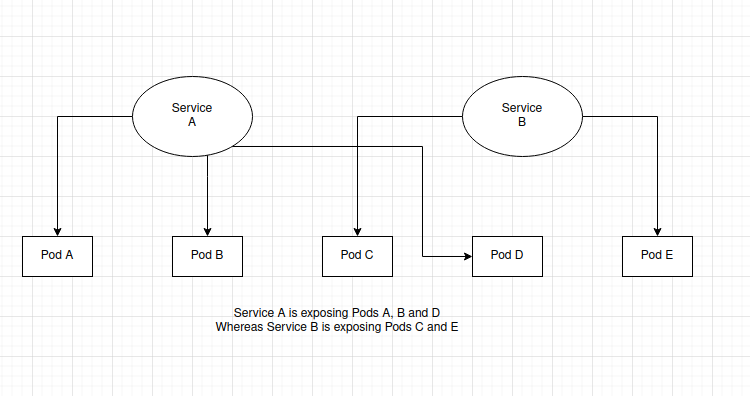 Service
A
Service
B
Pod A
Pod B
Pod C
Pod D
Pod E
Service A is exposing Pods A, B and D
Whereas Service B is exposing Pods C and E